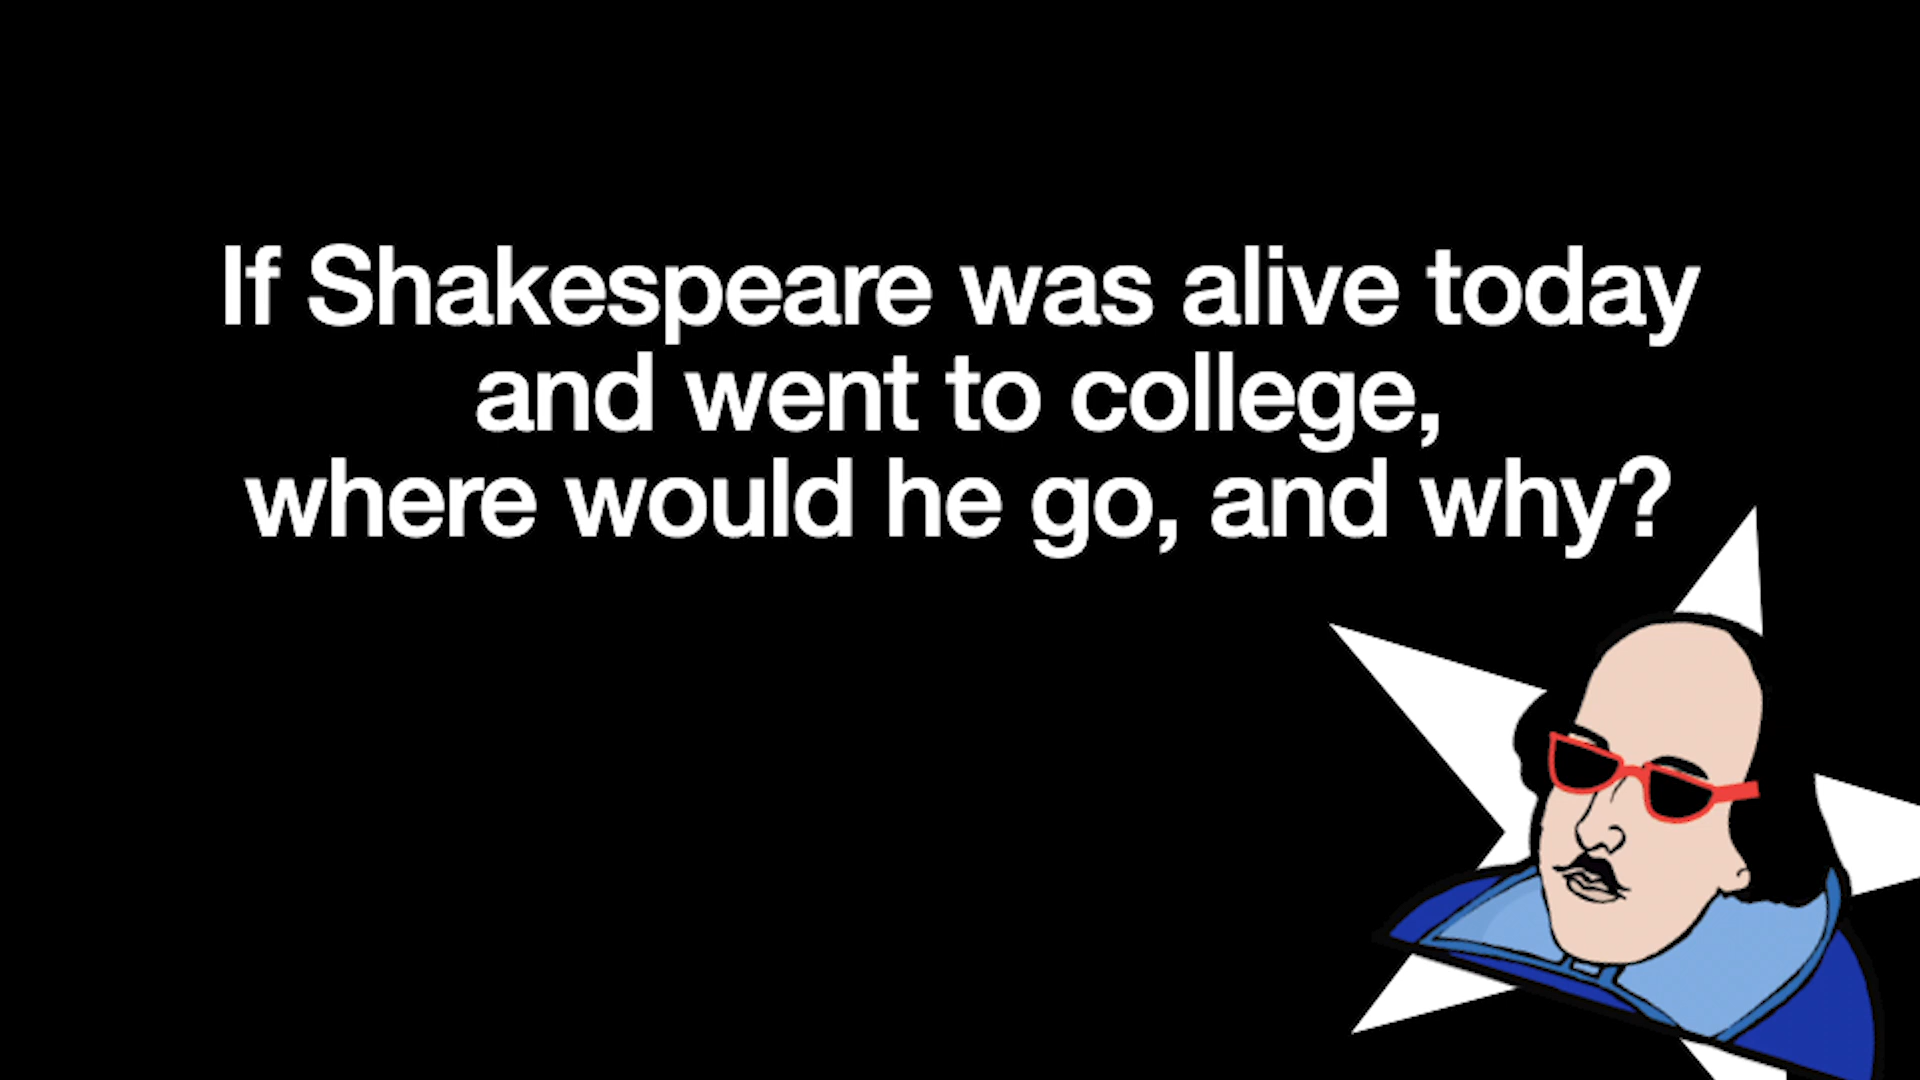 If Shakespeare was alive today
and went to college,
where would he go, and why?